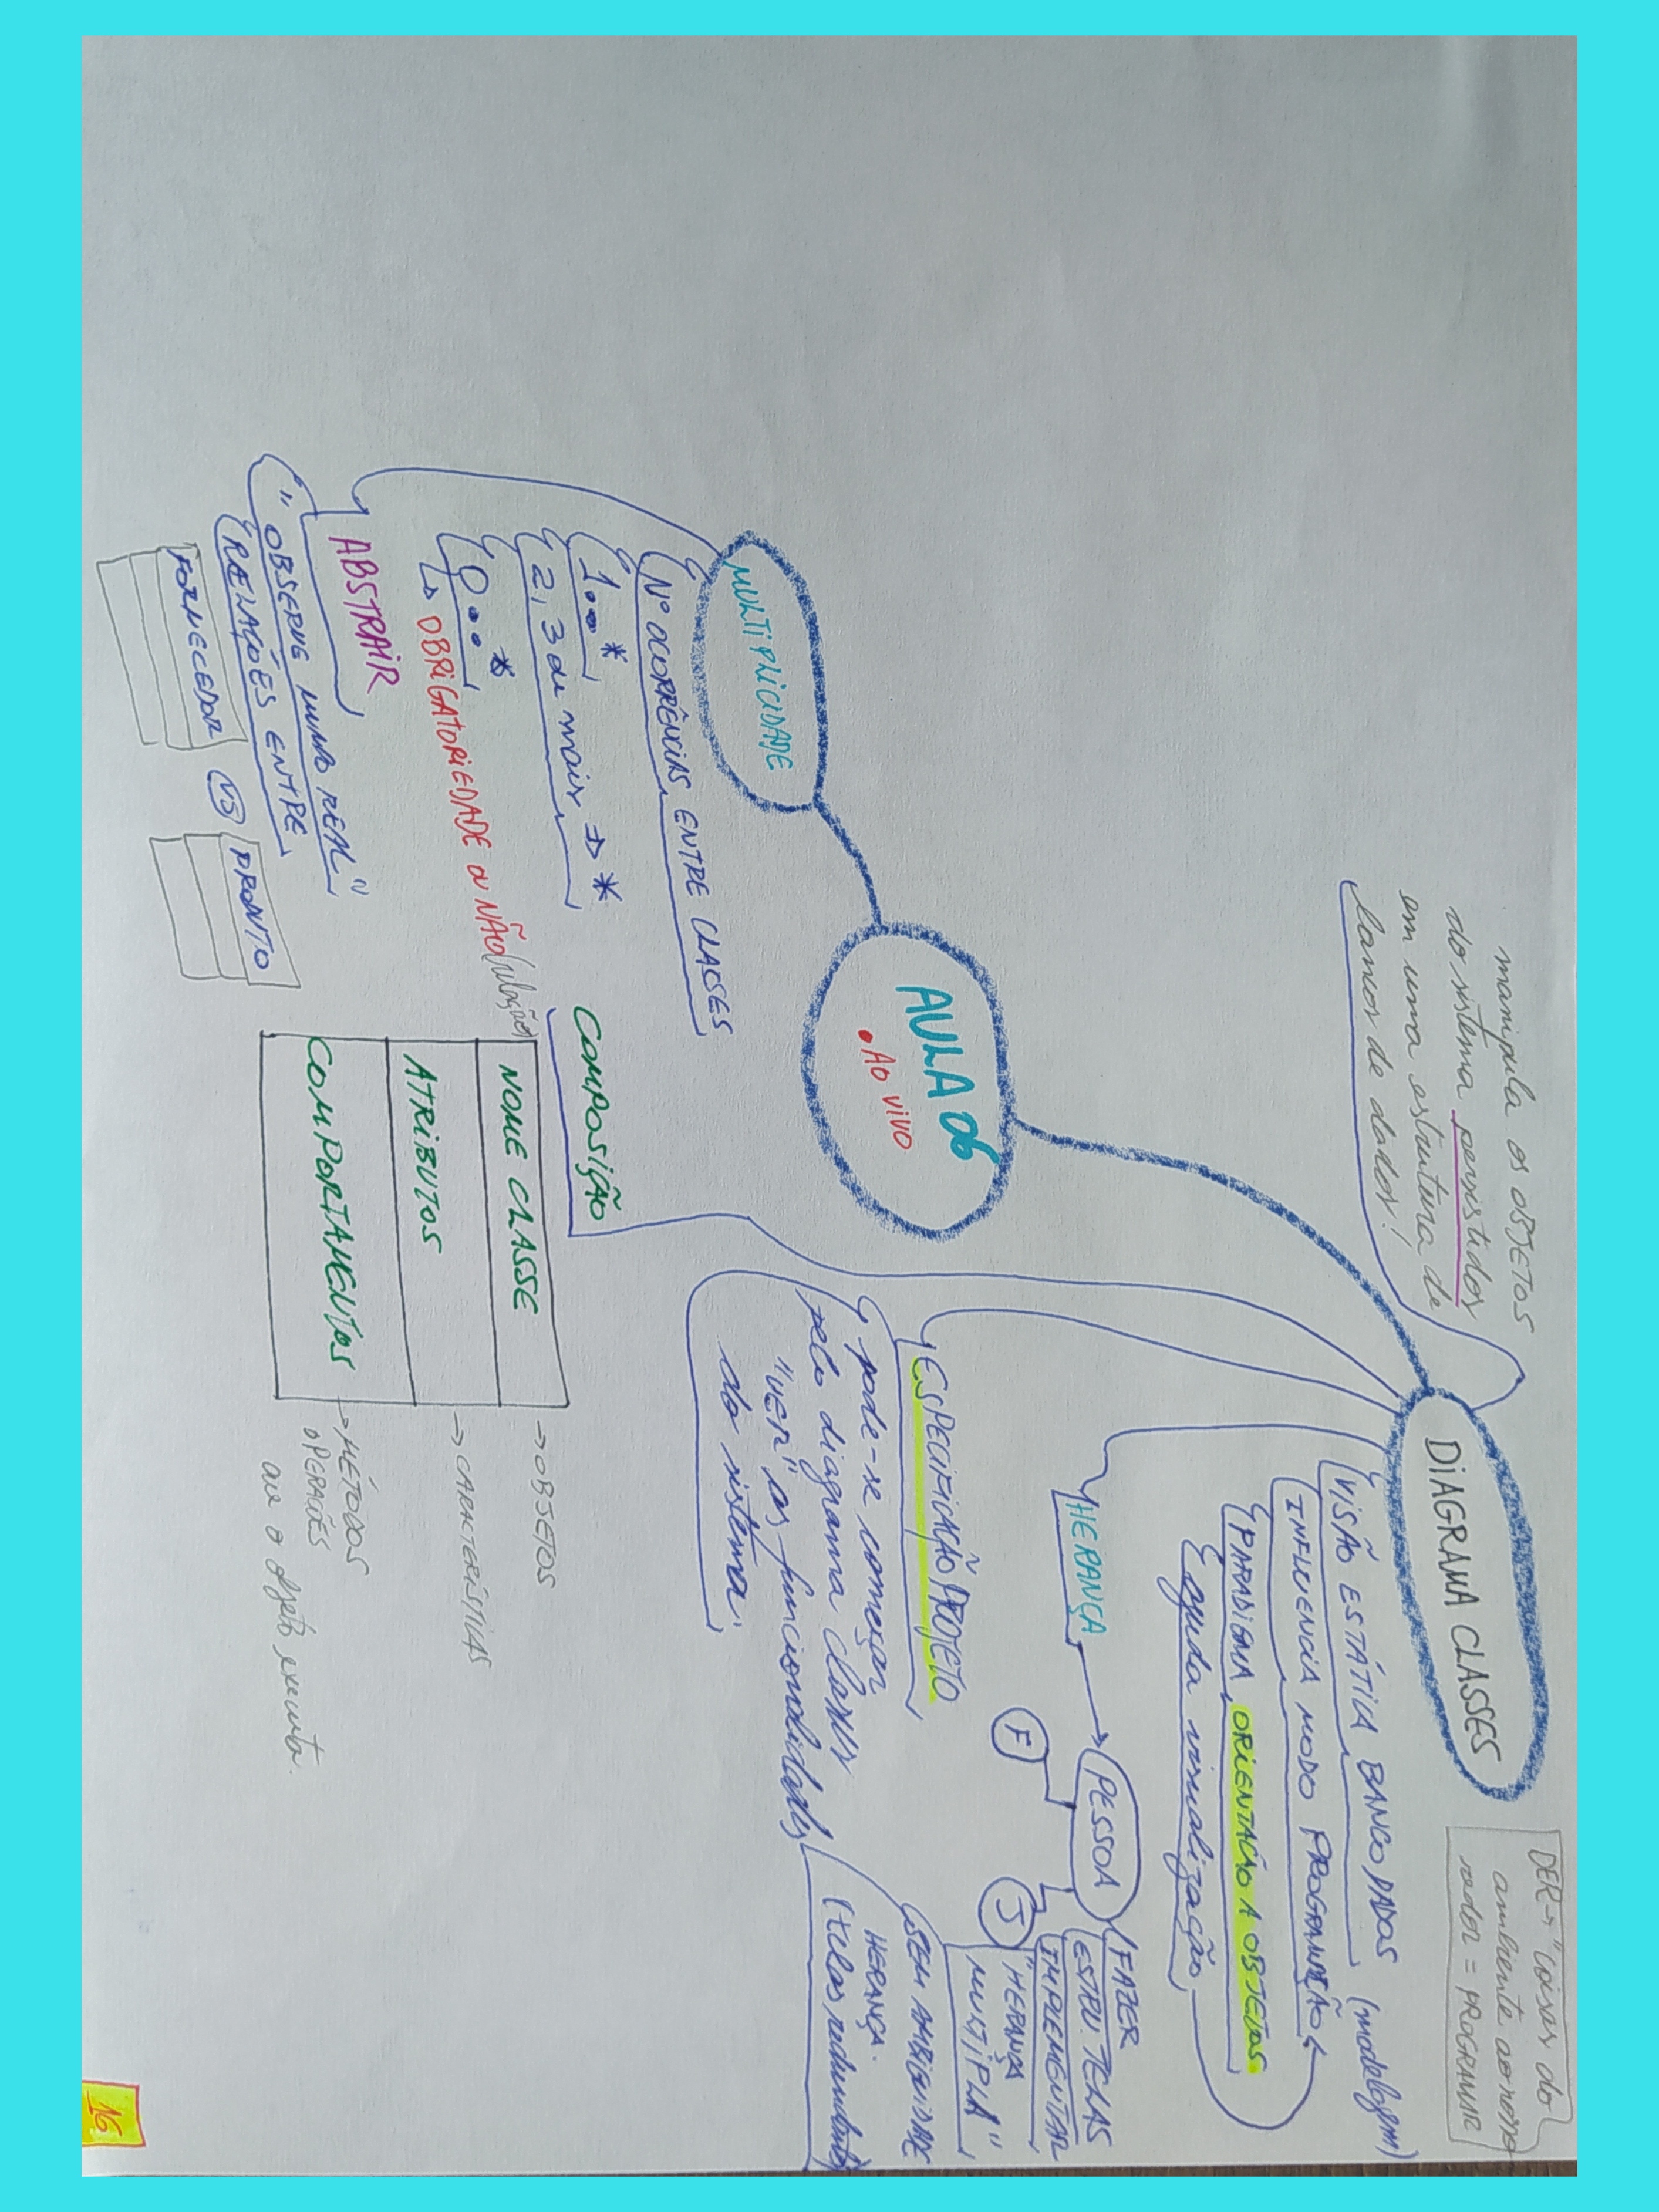 manipula os OBJETOS
do sistema persistidos
em uma estrutura de
bancos de dados!
DIAGRAMA CLASSES
DER→ "coisas do
ambiente ao nosso
redor = PROGRAMAR
VISÃO ESTÁTICA BANCO DADOS (modelagem)
INFLUENCIA MODO PROGRAMAÇÃO
PARADIGMA ORIENTAÇÃO A OBJETOS
ajuda visualização
HERANÇA → PESSOA
F
J
FAZER
ESTRU. TELAS
IMPLEMENTAR
"HERANÇA
MULTIPLA"
SEM AMBIGUIDADE
HERANÇA.
(telas redundantes)
ESPECIFICAÇÃO PROJETO
pode-se começar
pelo diagrama classes
"VER" as funcionalidades
do sistema.
AULA 06
• AO VIVO
MULTIPLICIDADE
Nº OCORRÊNCIAS ENTRE CLASSES
1..*
2, 3 de mais ⇒ *
0..*
↳ OBRIGATORIEDADE OU NÃO (relação)
ABSTRAIR
"OBSERVE MUNDO REAL"
RELAÇÕES ENTRE
FORNECEDOR VS PRODUTO
COMPOSIÇÃO
NOME CLASSE → OBJETOS
ATRIBUTOS → CARACTERÍSTICAS
COMPORTAMENTOS → MÉTODOS
OPERAÇÕES
que o objeto executa.
16